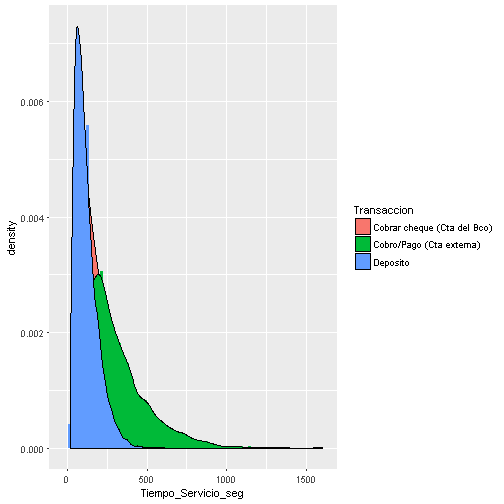 0.006
0.004
0.002
0.000
density
0
500
1000
1500
Tiempo_Servicio_seg
Transaccion
Cobrar cheque (Cta del Bco)
Cobro/Pago (Cta externa)
Deposito